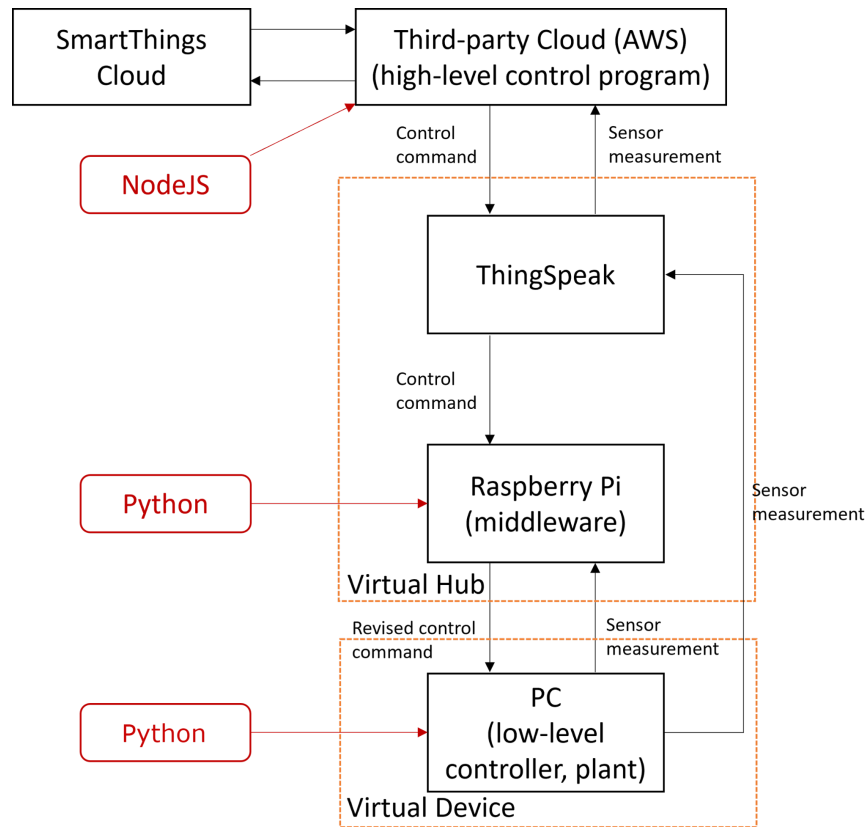 SmartThings
Cloud
Third-party Cloud (AWS)
(high-level control program)
Control
command
Sensor
measurement
NodeJS
ThingSpeak
Control
command
Python
Raspberry Pi
(middleware)
Sensor
measurement
Virtual Hub
Revised control
command
Sensor
measurement
Python
PC
(low-level
controller, plant)
Virtual Device